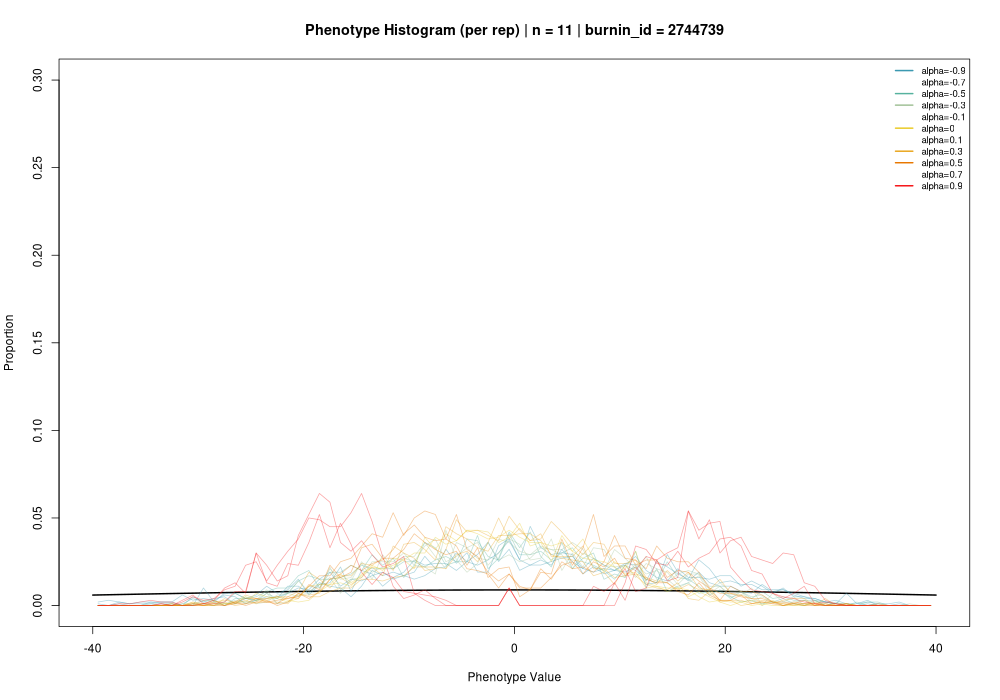 Phenotype Histogram (per rep) | n = 11 | burnin_id = 2744739
alpha=-0.9
alpha=-0.7
alpha=-0.5
alpha=-0.3
alpha=-0.1
alpha=0
alpha=0.1
alpha=0.3
alpha=0.5
alpha=0.7
alpha=0.9
Proportion
0.30
0.25
0.20
0.15
0.10
0.05
0.00
-40
-20
0
20
40
Phenotype Value